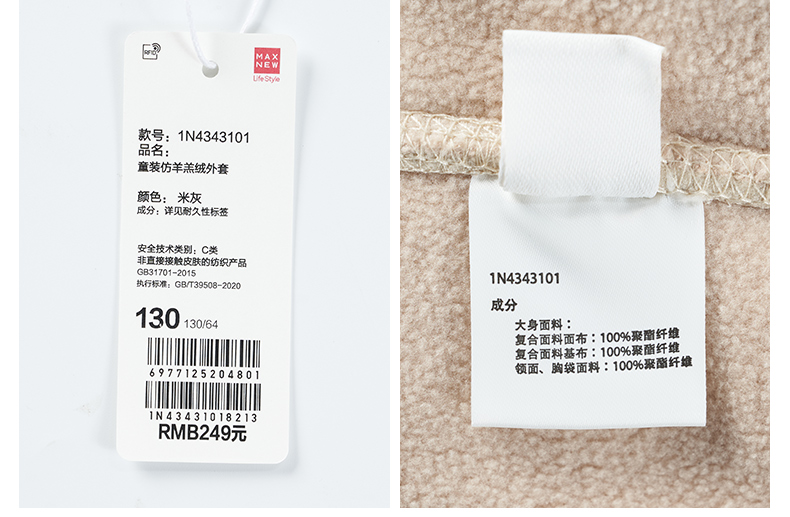 RFID
MAX
NEW
Life·Style
款号：1N4343101
品名：
童装仿羊羔绒外套
颜色：米灰
成分：详见耐久性标签
安全技术类别：C类
非直接接触皮肤的纺织产品
GB31701-2015
执行标准：GB/T39508-2020
130 130/64
6977125204801
1N43431018213
RMB249元
1N4343101
成分
大身面料：
复合面料面布：100%聚酯纤维
复合面料基布：100%聚酯纤维
领面、胸袋面料：100%聚酯纤维